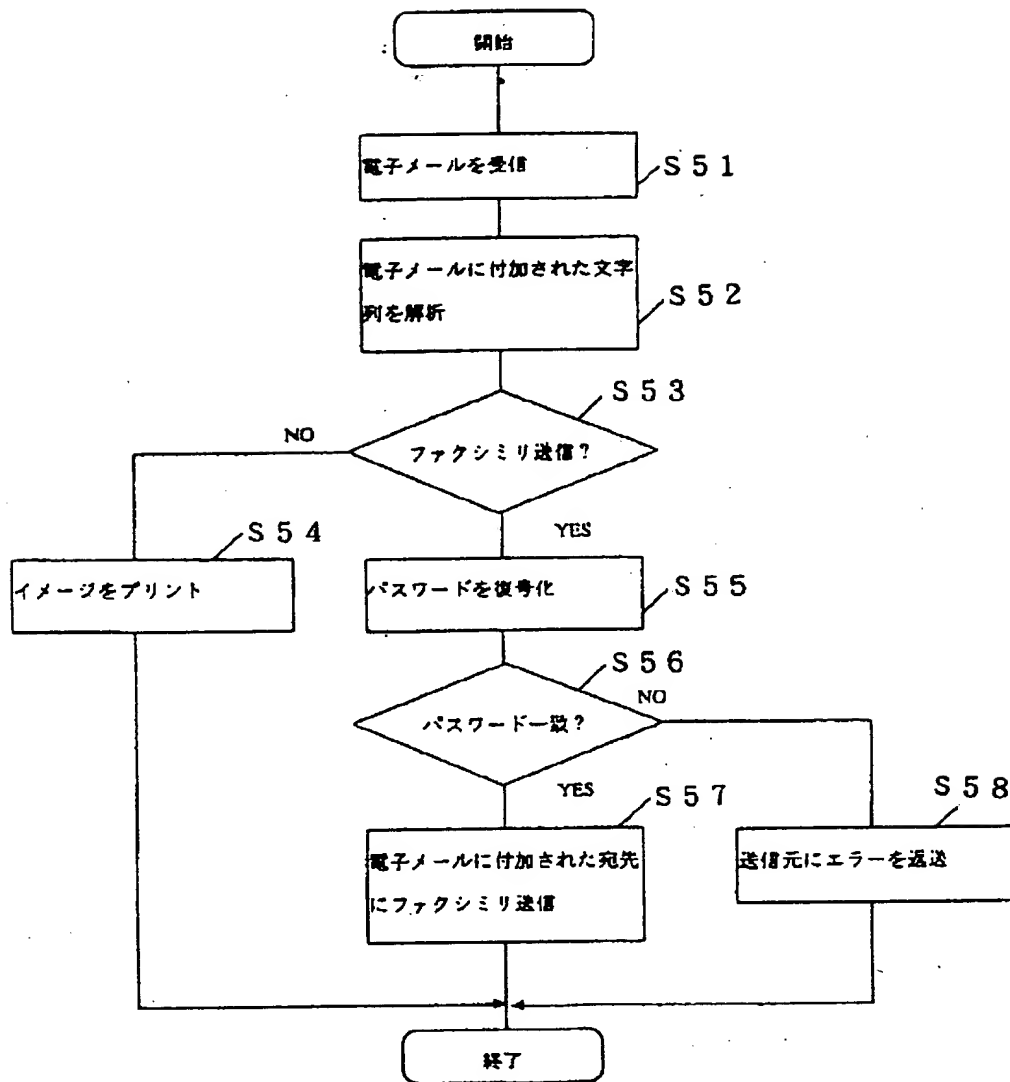 開始
電子メールを受信
S51
電子メールに付加された文字
列を解析
S52
S53
ファクシミリ送信?
NO
YES
S54
イメージをプリント
パスワードを復号化
S55
S56
パスワード一致?
NO
YES
S57
電子メールに付加された宛先
にファクシミリ送信
S58
送信元にエラーを返送
終了